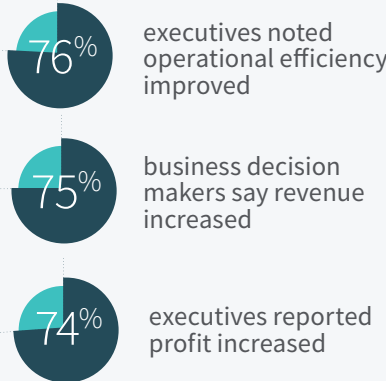 76%
executives noted
operational efficiency
improved
75%
business decision
makers say revenue
increased
74%
executives reported
profit increased